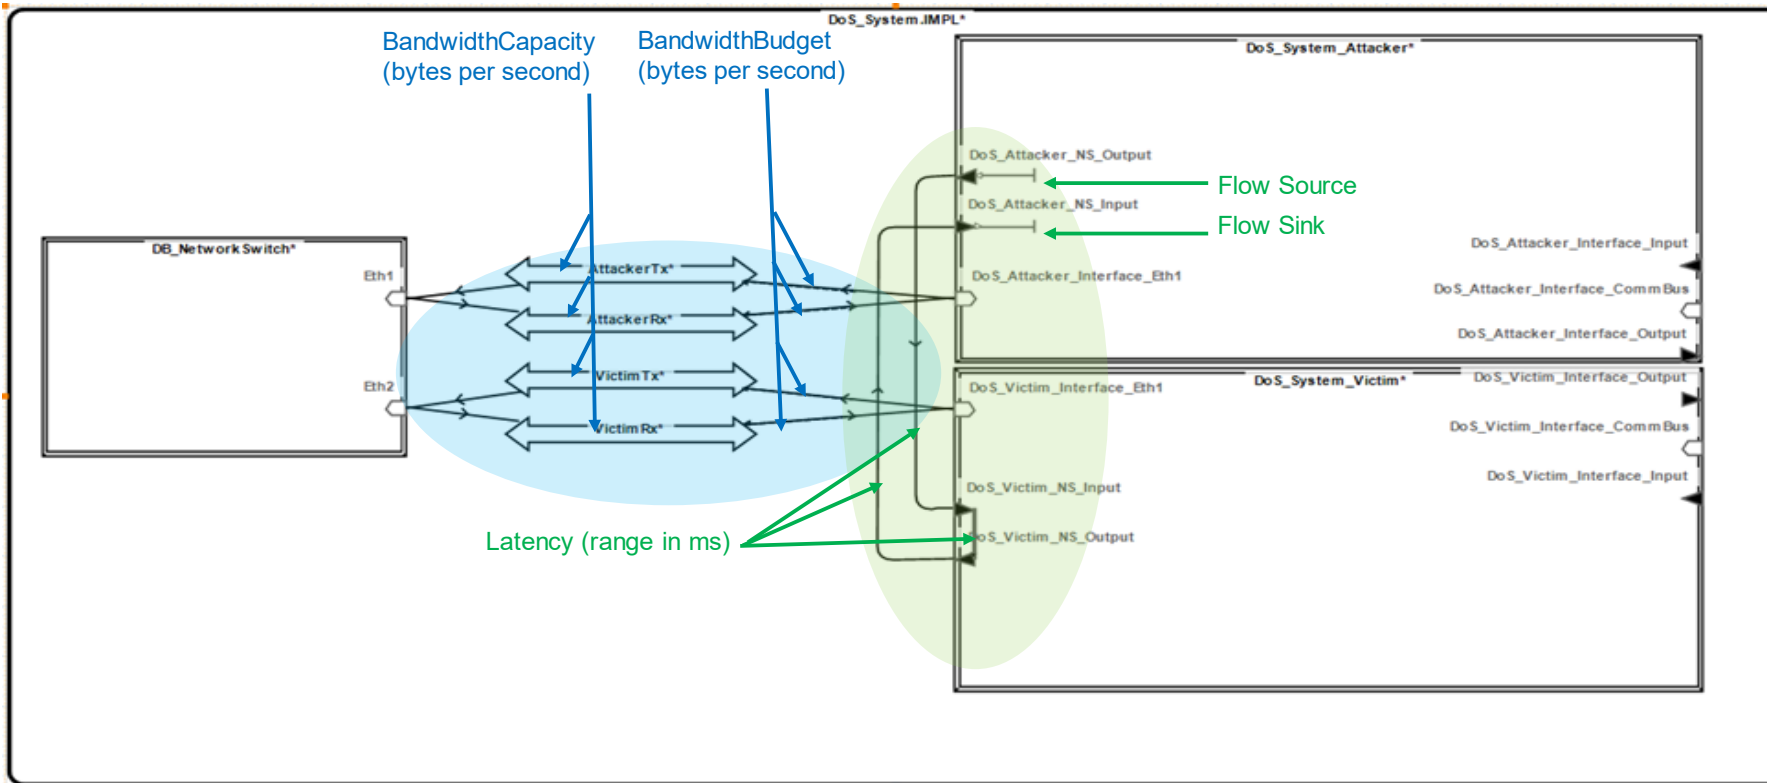 DoS_System.IMPL*
BandwidthCapacity
(bytes per second)
BandwidthBudget
(bytes per second)
DoS_System_Attacker*
DoS_Attacker_NS_Output
Flow Source
DoS_Attacker_NS_Input
Flow Sink
DB_NetworkSwitch*
DoS_Attacker_Interface_Input
Eth1
AttackerTx*
DoS_Attacker_Interface_Eth1
DoS_Attacker_Interface_CommBus
AttackerRx*
DoS_Attacker_Interface_Output
Eth2
VictimTx*
DoS_Victim_Interface_Eth1
DoS_System_Victim*
DoS_Victim_Interface_Output
VictimRx*
DoS_Victim_Interface_CommBus
DoS_Victim_Interface_Input
DoS_Victim_NS_Input
Latency (range in ms)
DoS_Victim_NS_Output